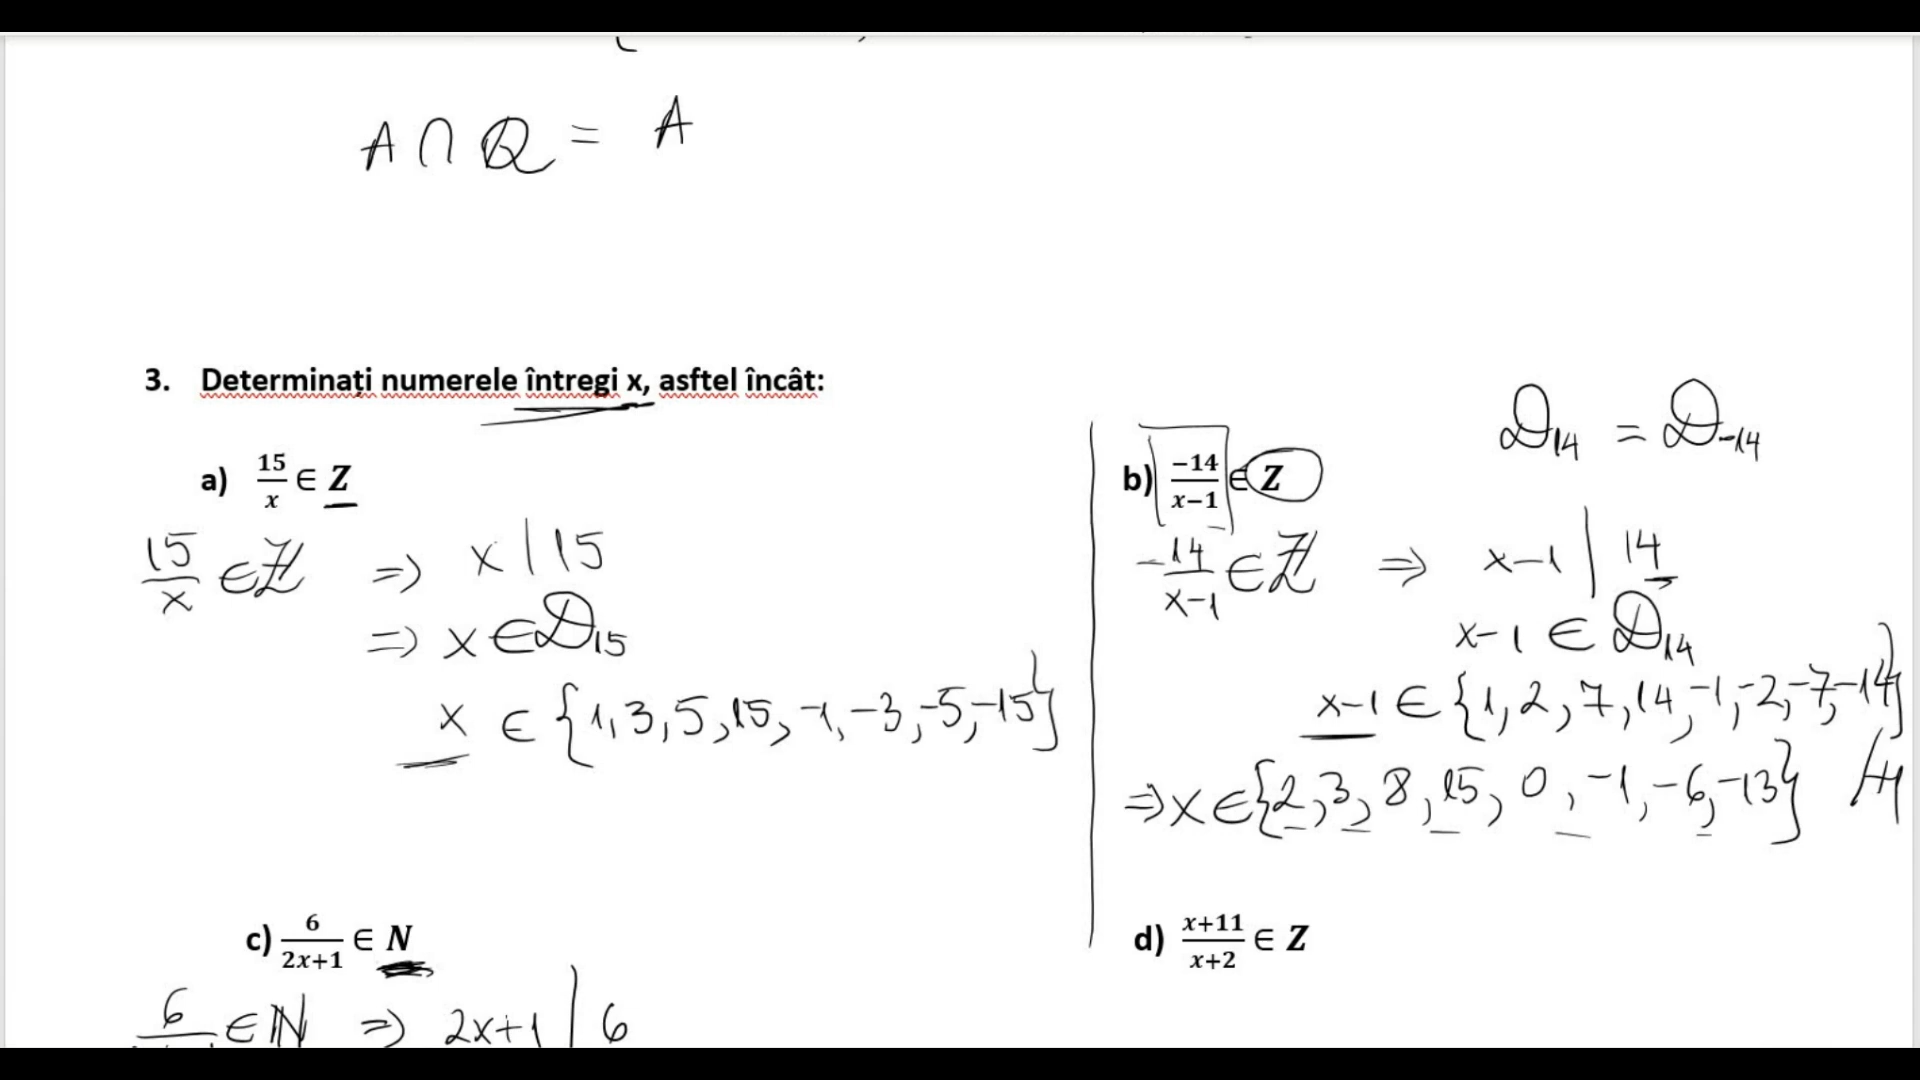 A ∩ Q = A
3. Determinați numerele întregi x, asftel încât:
a) 15/x ∈ Z
15/x ∈ ℤ ⇒ x | 15
⇒ x ∈ D₁₅
x ∈ {1, 3, 5, 15, -1, -3, -5, -15}
D₁₄ = D₋₁₄
b) −14/x−1 ∈ Z
-14/x-1 ∈ ℤ ⇒ x-1 | 14
x-1 ∈ D₁₄
x-1 ∈ {1, 2, 7, 14, -1, -2, -7, -14}
⇒ x ∈ {2, 3, 8, 15, 0, -1, -6, -13}
c) 6/2x+1 ∈ N
6 ∈ ℕ ⇒ 2x+1 | 6
d) x+11/x+2 ∈ Z